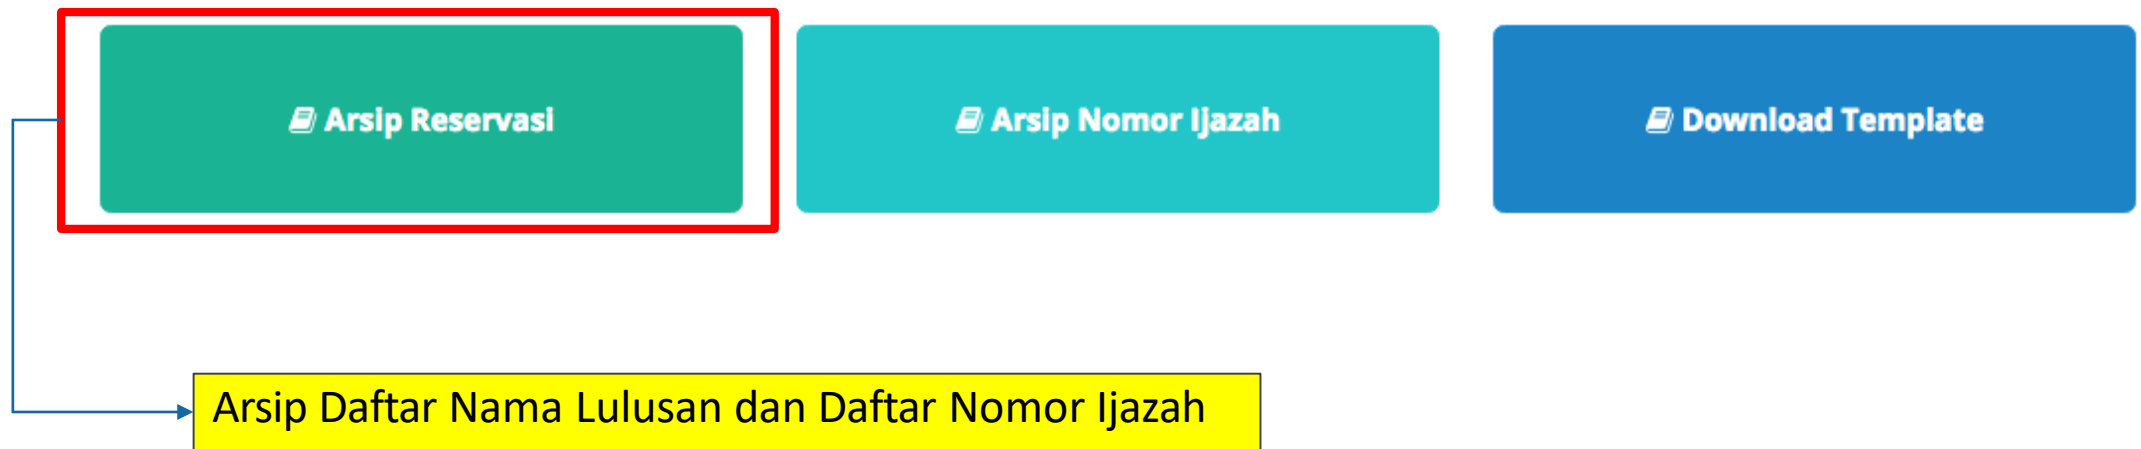 Arsip Reservasi
Arsip Nomor Ijazah
Download Template
Arsip Daftar Nama Lulusan dan Daftar Nomor Ijazah